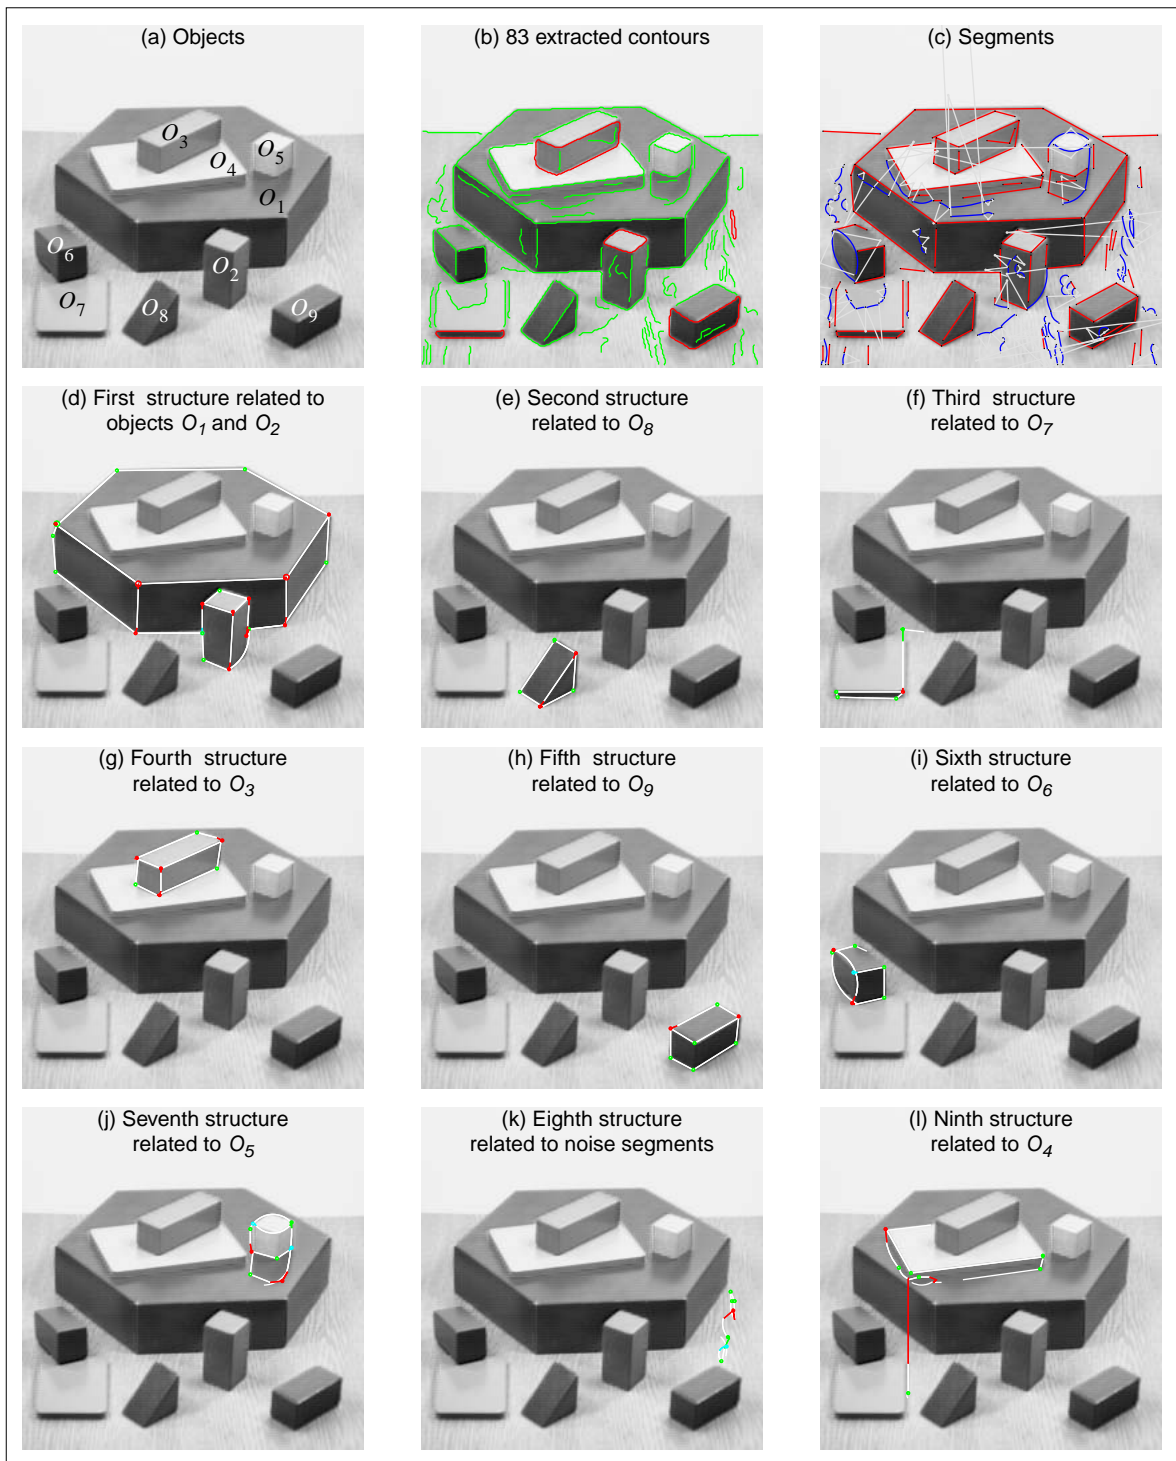 (a) Objects
(b) 83 extracted contours
(c) Segments
O3
O4
O5
O1
O6
O2
O7
O8
O9
(d) First structure related to
objects O1 and O2
(e) Second structure
related to O8
(f) Third structure
related to O7
(g) Fourth structure
related to O3
(h) Fifth structure
related to O9
(i) Sixth structure
related to O6
(j) Seventh structure
related to O5
(k) Eighth structure
related to noise segments
(l) Ninth structure
related to O4